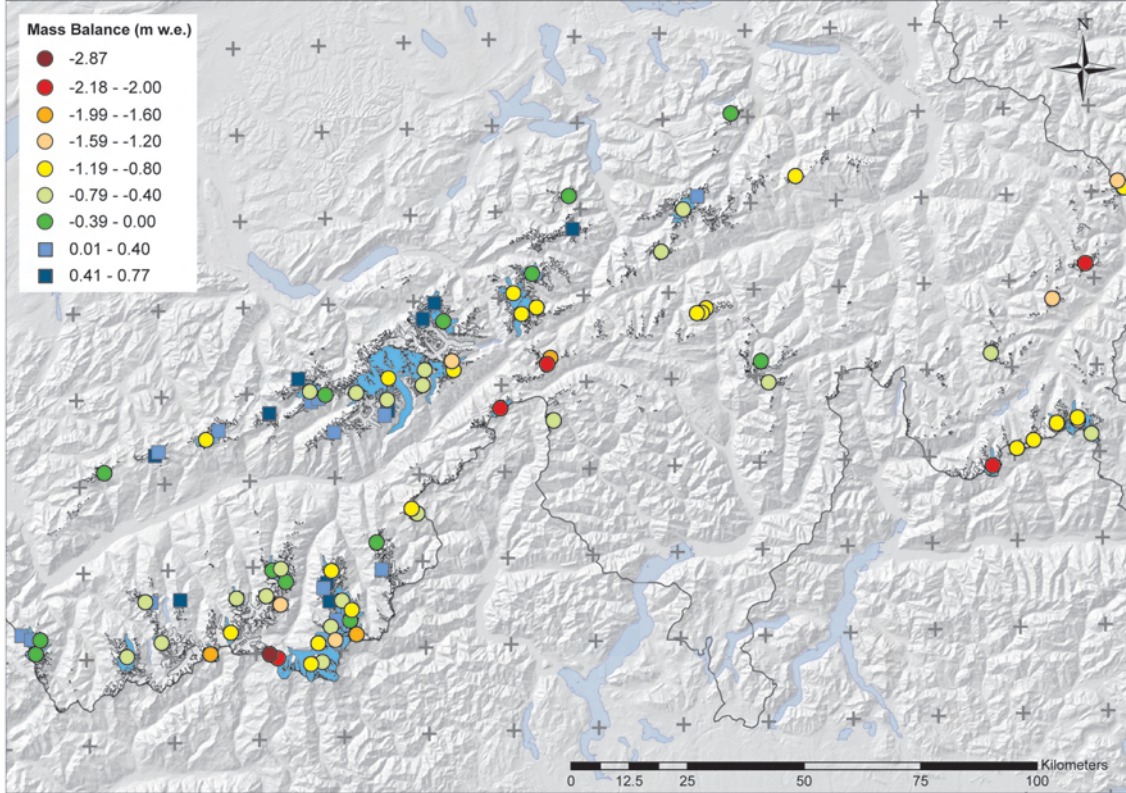 Mass Balance (m w.e.)
-2.87
-2.18 - -2.00
-1.99 - -1.60
-1.59 - -1.20
-1.19 - -0.80
-0.79 - -0.40
-0.39 - 0.00
0.01 - 0.40
0.41 - 0.77
N
Kilometers
0 12.5 25 50 75 100